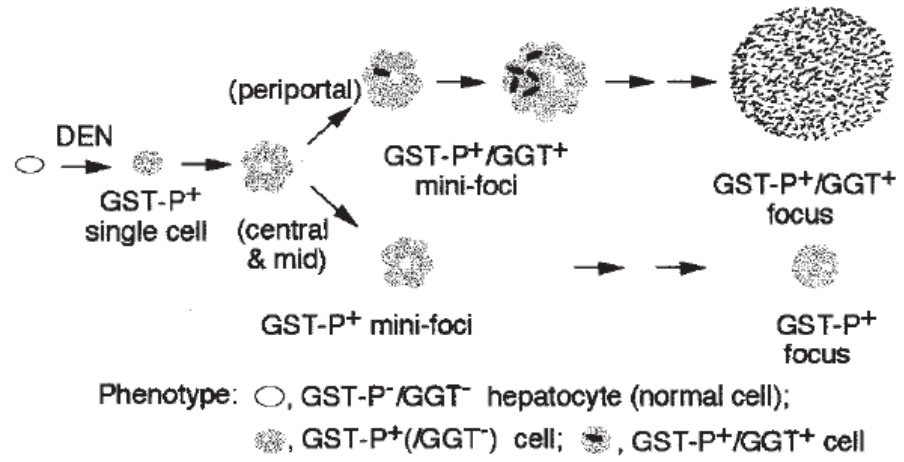 (periportal)
DEN
GST-P+/GGT+
mini-foci
GST-P+/GGT+
focus
GST-P+
single cell
(central
& mid)
GST-P+ mini-foci
GST-P+
focus
Phenotype: , GST-P-/GGT- hepatocyte (normal cell);
, GST-P+(/GGT-) cell; , GST-P+/GGT+ cell